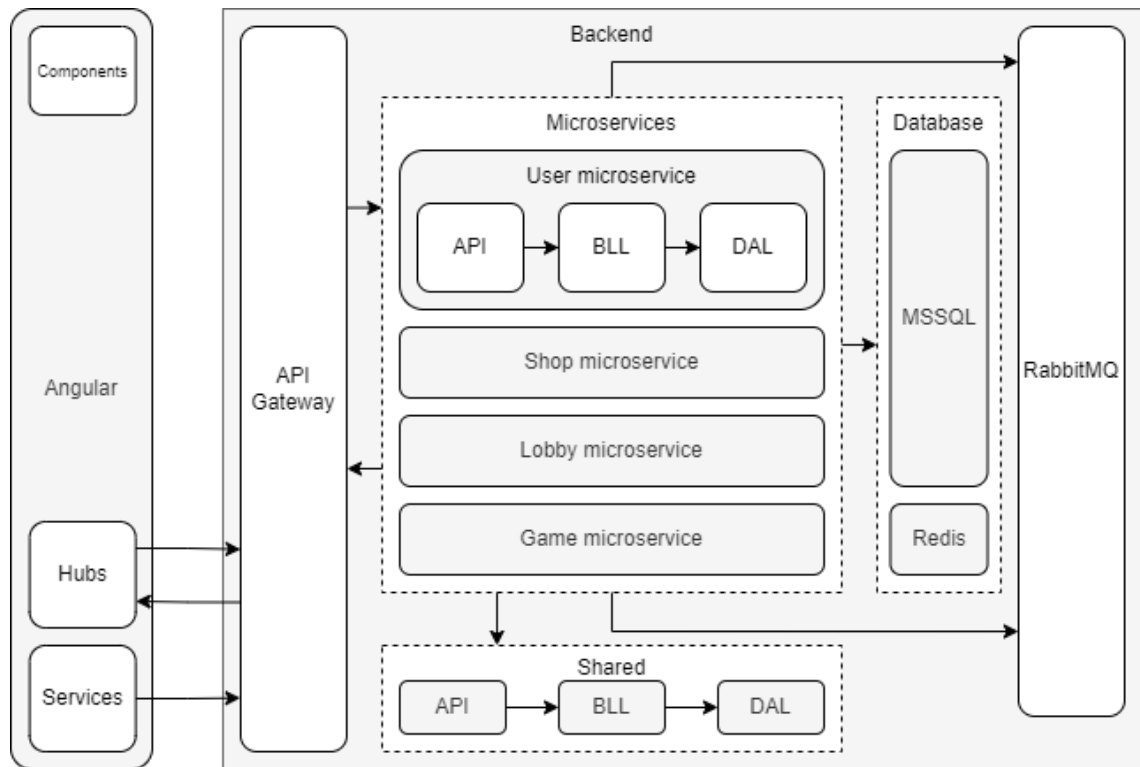 Components
Angular
Hubs
Services
Backend
API
Gateway
Microservices
User microservice
API
BLL
DAL
Shop microservice
Lobby microservice
Game microservice
Database
MSSQL
Redis
RabbitMQ
Shared
API
BLL
DAL